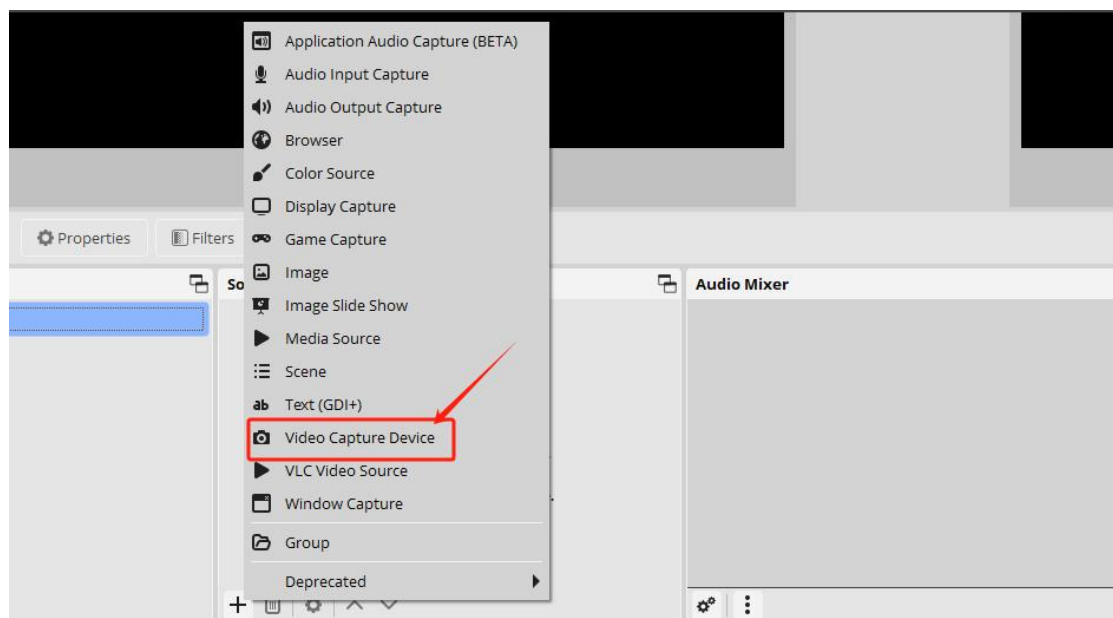 Application Audio Capture (BETA)
Audio Input Capture
Audio Output Capture
Browser
Color Source
Display Capture
Properties
Filters
Game Capture
Image
So
Audio Mixer
Image Slide Show
Media Source
Scene
ab Text (GDI+)
Video Capture Device
VLC Video Source
Window Capture
Group
Deprecated